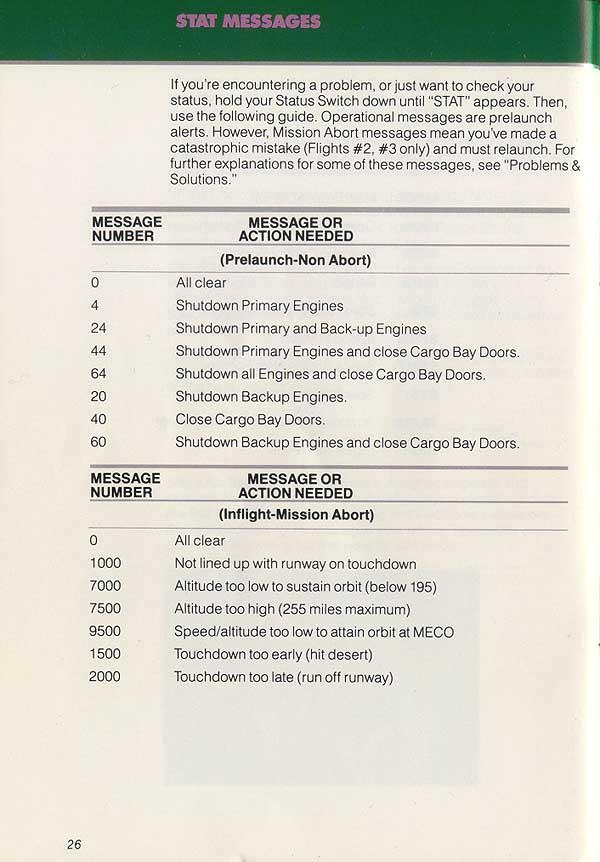 STAT MESSAGES
If you're encountering a problem, or just want to check your
status, hold your Status Switch down until "STAT" appears. Then,
use the following guide. Operational messages are prelaunch
alerts. However, Mission Abort messages mean you've made a
catastrophic mistake (Flights #2, #3 only) and must relaunch. For
further explanations for some of these messages, see "Problems &
Solutions."
MESSAGE MESSAGE OR
NUMBER ACTION NEEDED
(Prelaunch-Non Abort)
0 All clear
4 Shutdown Primary Engines
24 Shutdown Primary and Back-up Engines
44 Shutdown Primary Engines and close Cargo Bay Doors.
64 Shutdown all Engines and close Cargo Bay Doors.
20 Shutdown Backup Engines.
40 Close Cargo Bay Doors.
60 Shutdown Backup Engines and close Cargo Bay Doors.
MESSAGE MESSAGE OR
NUMBER ACTION NEEDED
(Inflight-Mission Abort)
0 All clear
1000 Not lined up with runway on touchdown
7000 Altitude too low to sustain orbit (below 195)
7500 Altitude too high (255 miles maximum)
9500 Speed/altitude too low to attain orbit at MECO
1500 Touchdown too early (hit desert)
2000 Touchdown too late (run off runway)
26